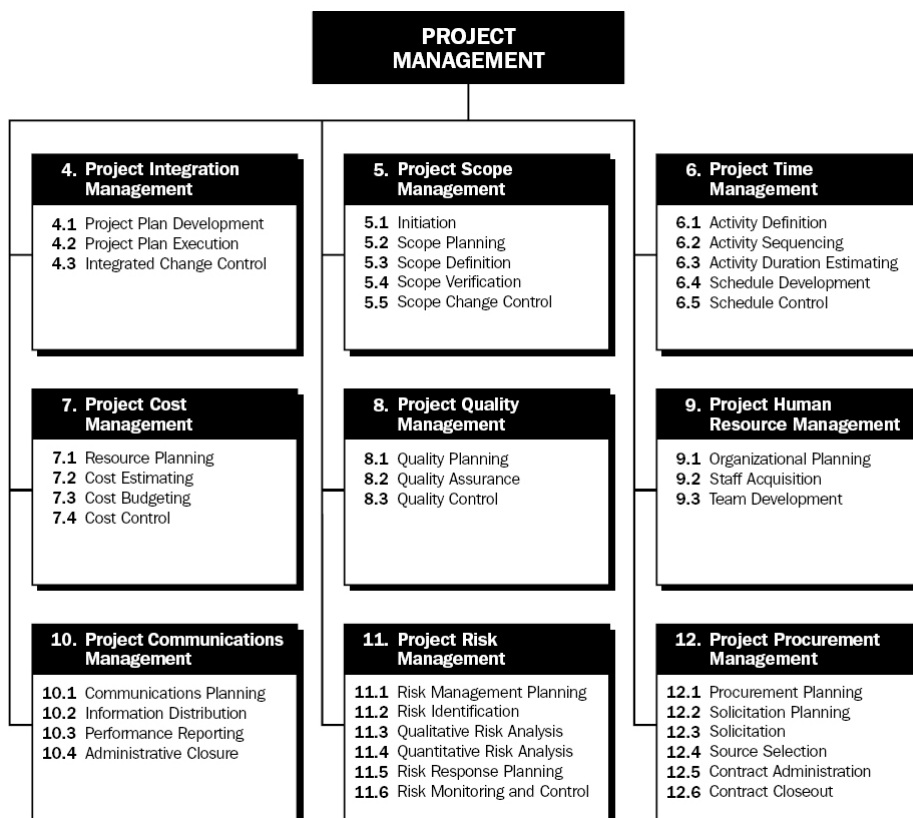 PROJECT
MANAGEMENT
4. Project Integration
Management
4.1 Project Plan Development
4.2 Project Plan Execution
4.3 Integrated Change Control
5. Project Scope
Management
5.1 Initiation
5.2 Scope Planning
5.3 Scope Definition
5.4 Scope Verification
5.5 Scope Change Control
6. Project Time
Management
6.1 Activity Definition
6.2 Activity Sequencing
6.3 Activity Duration Estimating
6.4 Schedule Development
6.5 Schedule Control
7. Project Cost
Management
7.1 Resource Planning
7.2 Cost Estimating
7.3 Cost Budgeting
7.4 Cost Control
8. Project Quality
Management
8.1 Quality Planning
8.2 Quality Assurance
8.3 Quality Control
9. Project Human
Resource Management
9.1 Organizational Planning
9.2 Staff Acquisition
9.3 Team Development
10. Project Communications
Management
10.1 Communications Planning
10.2 Information Distribution
10.3 Performance Reporting
10.4 Administrative Closure
11. Project Risk
Management
11.1 Risk Management Planning
11.2 Risk Identification
11.3 Qualitative Risk Analysis
11.4 Quantitative Risk Analysis
11.5 Risk Response Planning
11.6 Risk Monitoring and Control
12. Project Procurement
Management
12.1 Procurement Planning
12.2 Solicitation Planning
12.3 Solicitation
12.4 Source Selection
12.5 Contract Administration
12.6 Contract Closeout